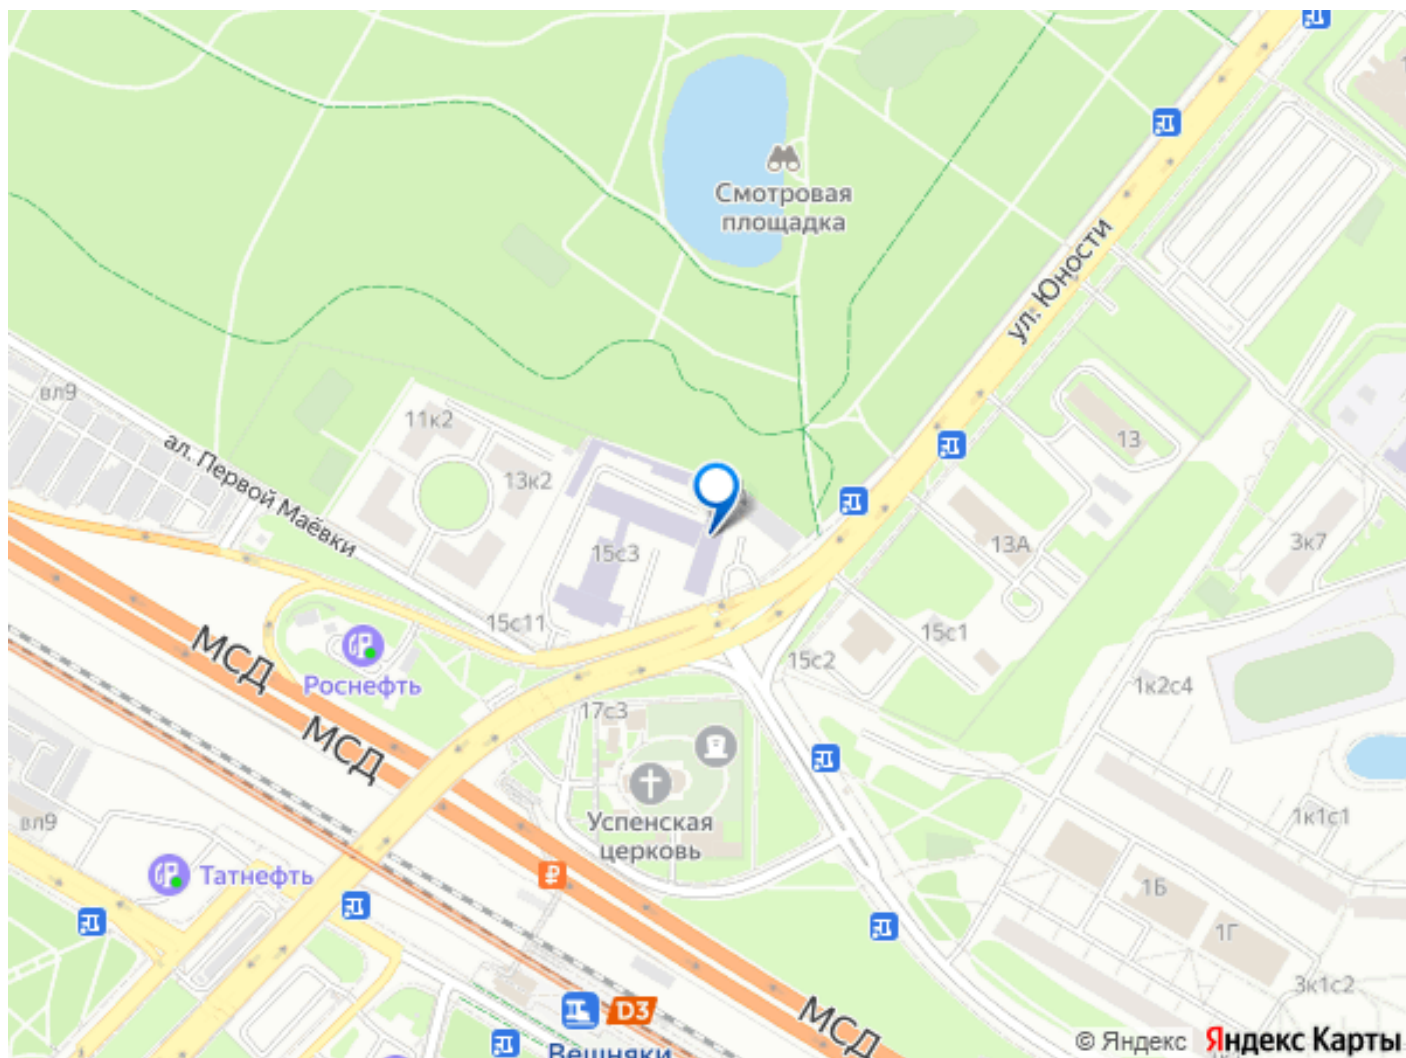 Смотровая
площадка
ул. Юности
вл9
ал. Первой Маёвки
11к2
13к2
13
15с3
13А
3к7
15с11
15с1
15с2
МСД
Роснефть
1к2с4
МСД
17с3
Успенская
церковь
1к1с1
вл9
Татнефть
₽
1Б
1Г
3к1с2
D3
МСД
Вешняки
© Яндекс
Яндекс Карты